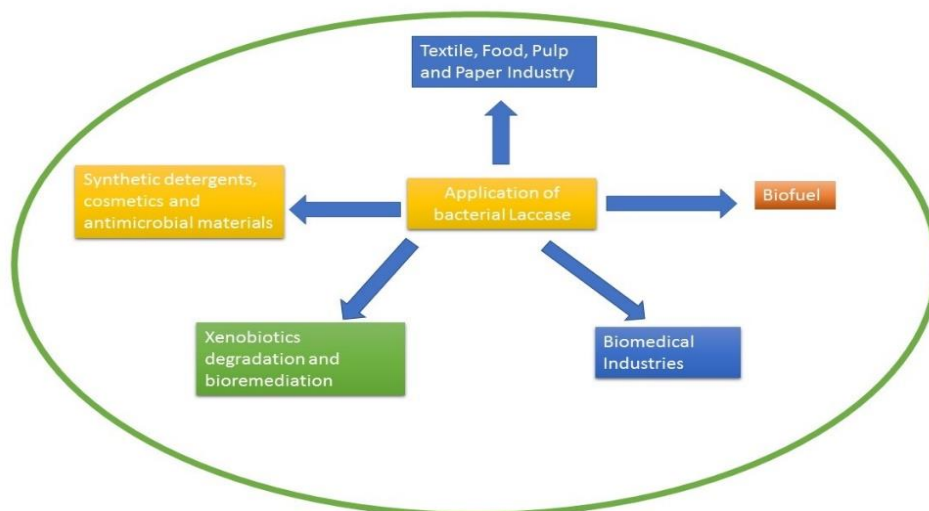 Textile, Food, Pulp
and Paper Industry
Synthetic detergents,
cosmetics and
antimicrobial materials
Application of
bacterial Laccase
Biofuel
Xenobiotics
degradation and
bioremediation
Biomedical
Industries